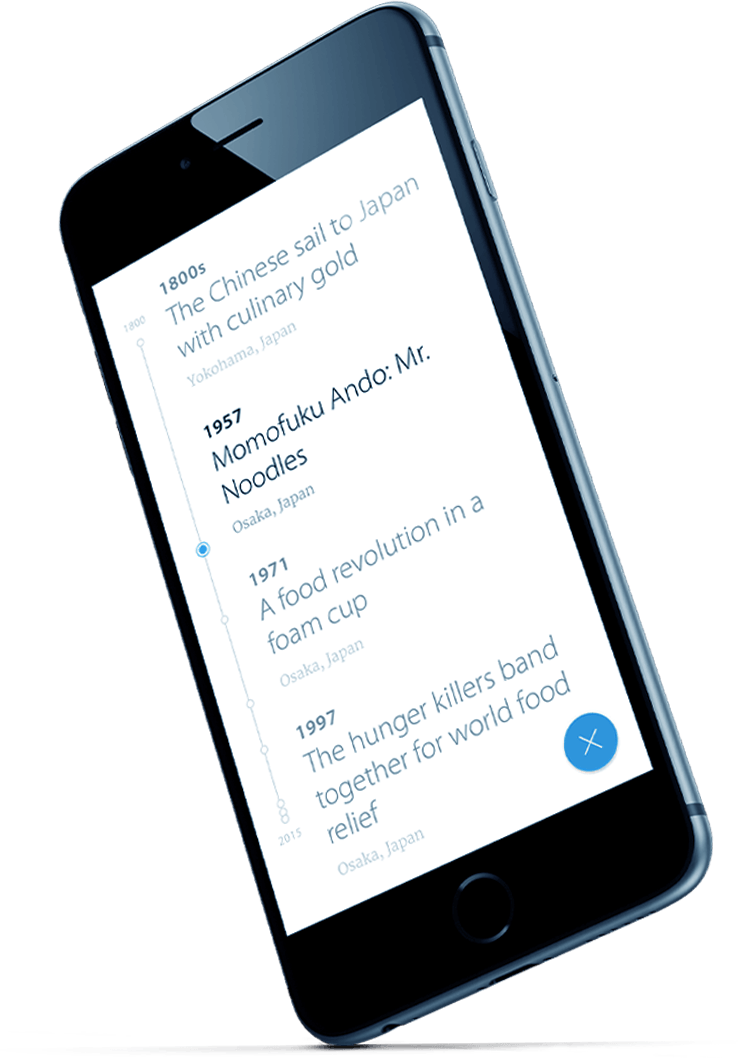 1800
1800s
The Chinese sail to Japan
with culinary gold
Yokohama, Japan
1957
Momofuku Ando: Mr.
Noodles
Osaka, Japan
1971
A food revolution in a
foam cup
Osaka, Japan
1997
The hunger killers band
together for world food
relief
Osaka, Japan
2015